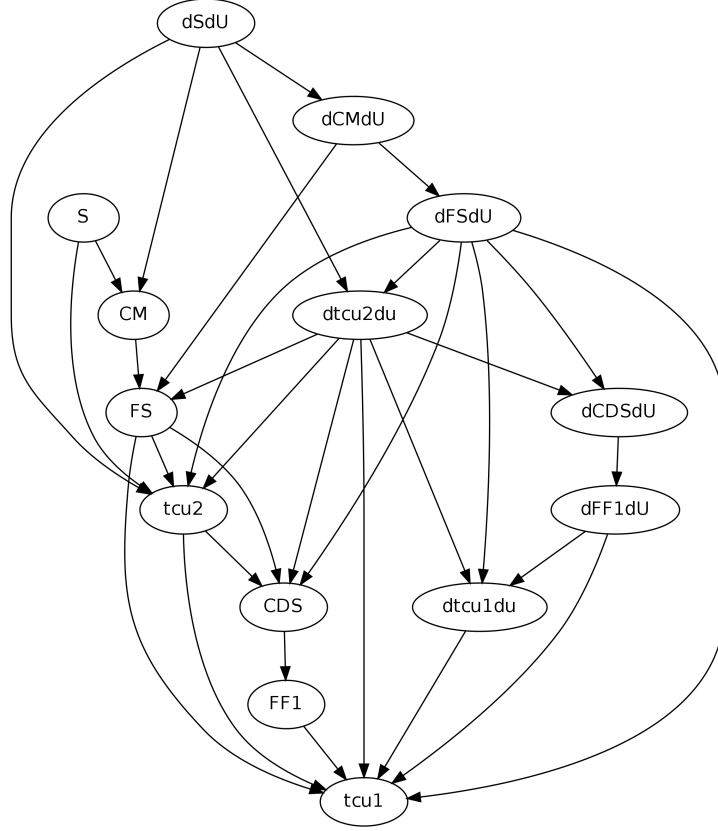 dSdU
dCMdU
S
dFSdU
CM
dtcu2du
FS
dCDSdU
tcu2
dFF1dU
CDS
dtcu1du
FF1
tcu1